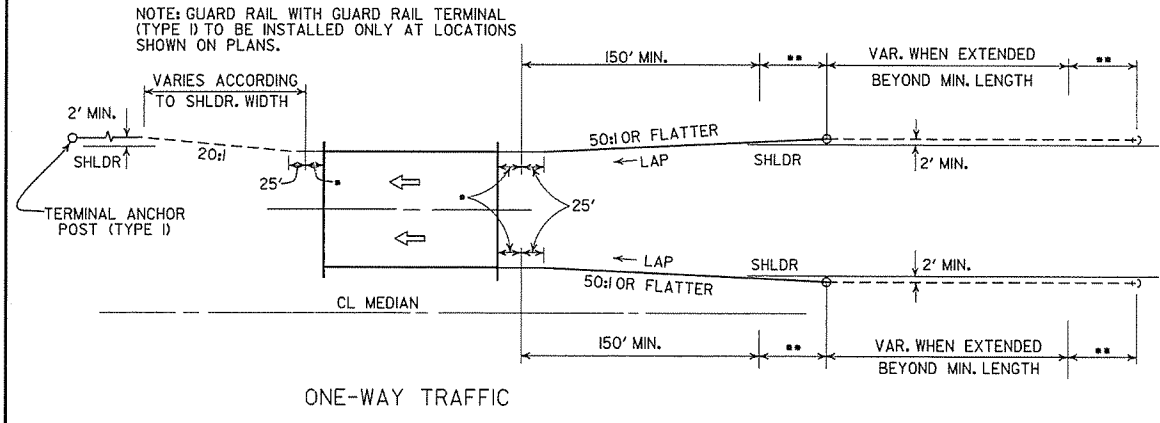 NOTE: GUARD RAIL WITH GUARD RAIL TERMINAL
(TYPE I) TO BE INSTALLED ONLY AT LOCATIONS
SHOWN ON PLANS.
150' MIN.
**
VAR. WHEN EXTENDED
BEYOND MIN. LENGTH
**
VARIES ACCORDING
TO SHLDR. WIDTH
2' MIN.
SHLDR
20:1
50:1 OR FLATTER
LAP
SHLDR
2' MIN.
25'
*
*
25'
TERMINAL ANCHOR
POST (TYPE I)
LAP
SHLDR
2' MIN.
50:1 OR FLATTER
CL MEDIAN
150' MIN.
**
VAR. WHEN EXTENDED
BEYOND MIN. LENGTH
**
ONE-WAY TRAFFIC